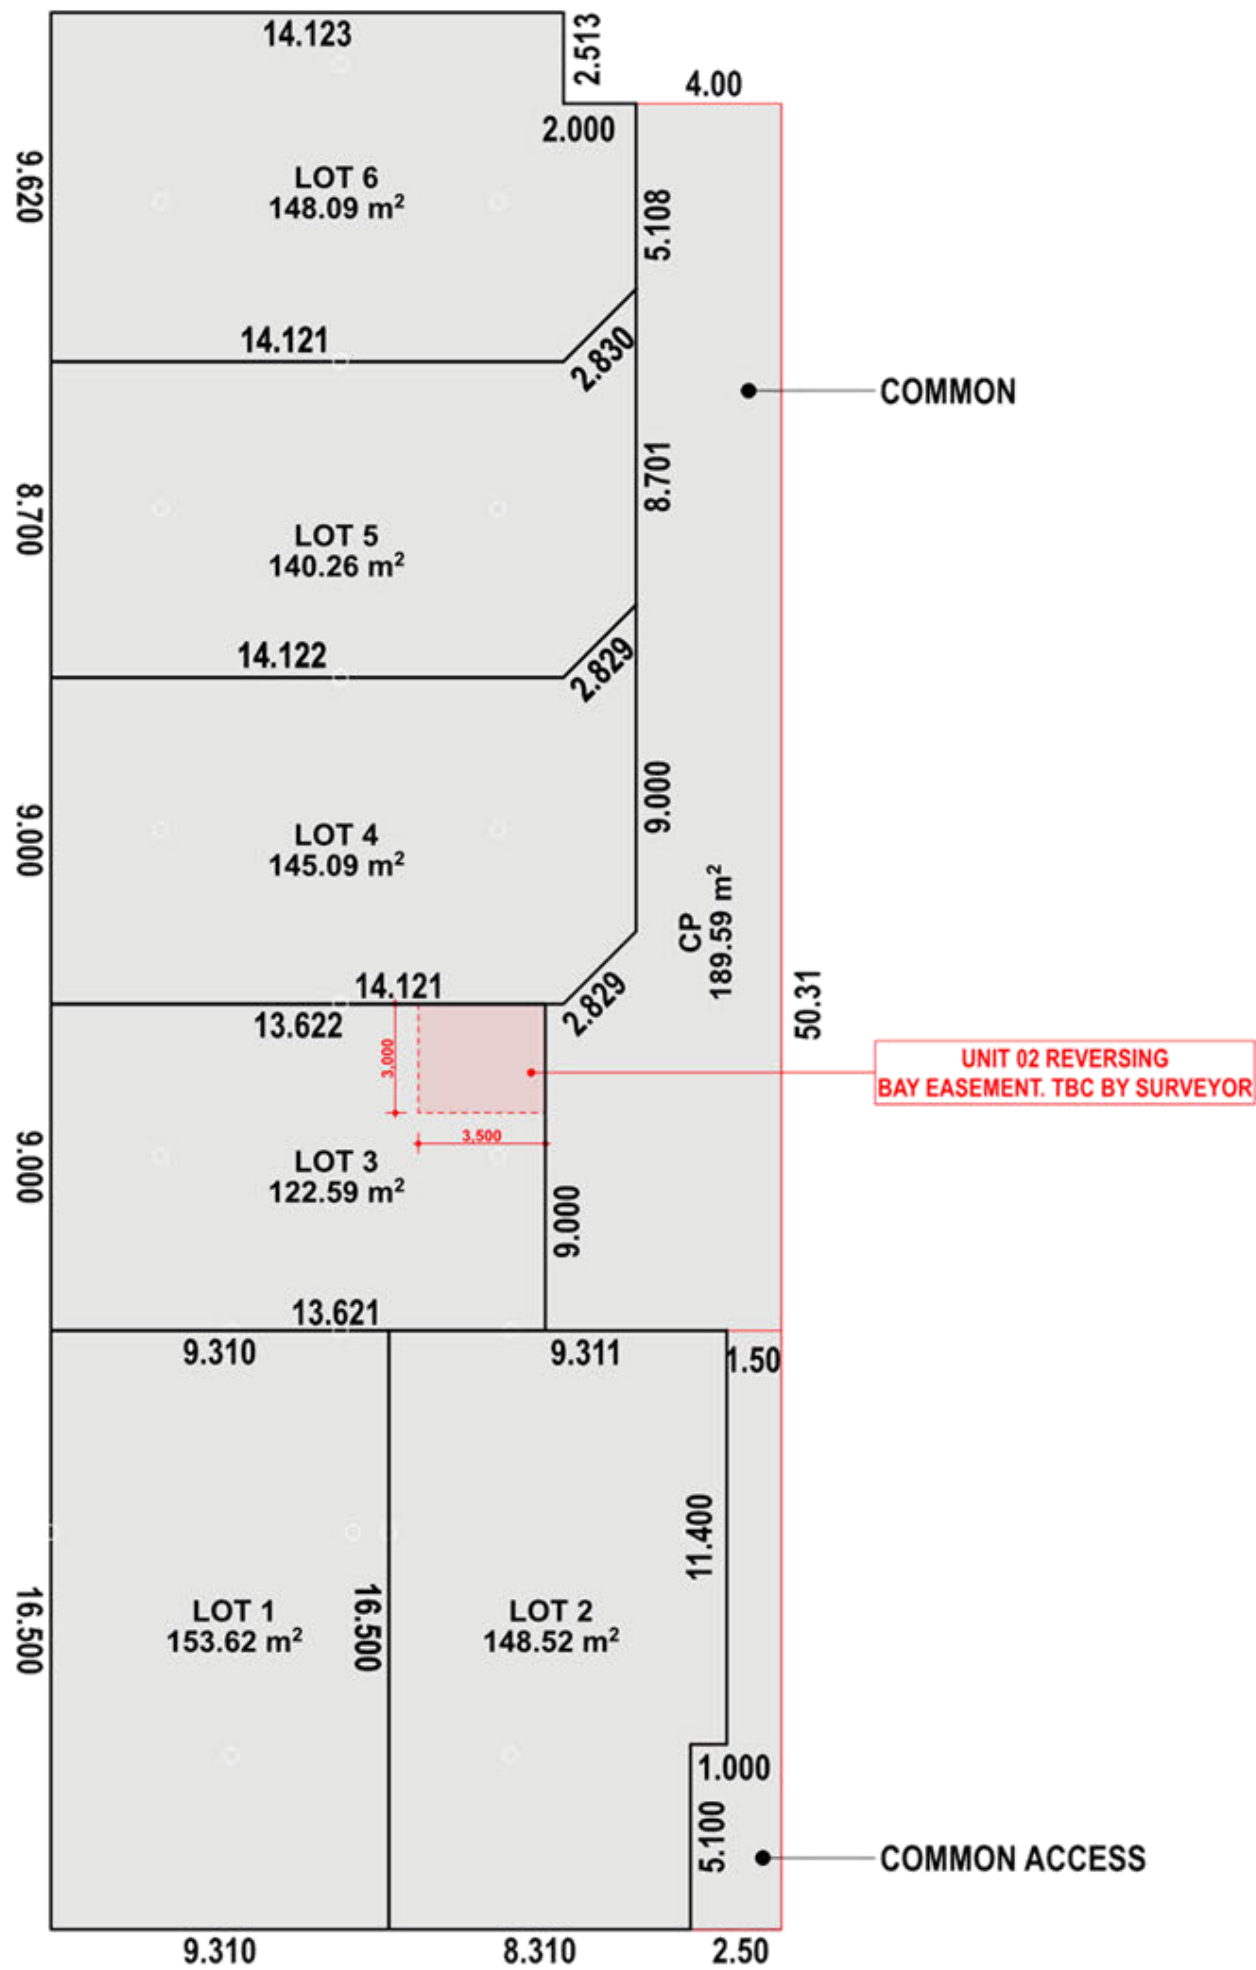 14.123
2.513
4.00
2.000
9.620
LOT 6
148.09 m²
5.108
14.121
2.830
COMMON
8.701
8.700
LOT 5
140.26 m²
14.122
2.829
9.000
9.000
LOT 4
145.09 m²
CP
189.59 m²
14.121
2.829
50.31
13.622
3,000
UNIT 02 REVERSING
BAY EASEMENT. TBC BY SURVEYOR
3,500
9.000
LOT 3
122.59 m²
9.000
13.621
9.310
9.311
1.50
11.400
16.500
LOT 1
153.62 m²
16.500
LOT 2
148.52 m²
1.000
5.100
COMMON ACCESS
9.310
8.310
2.50